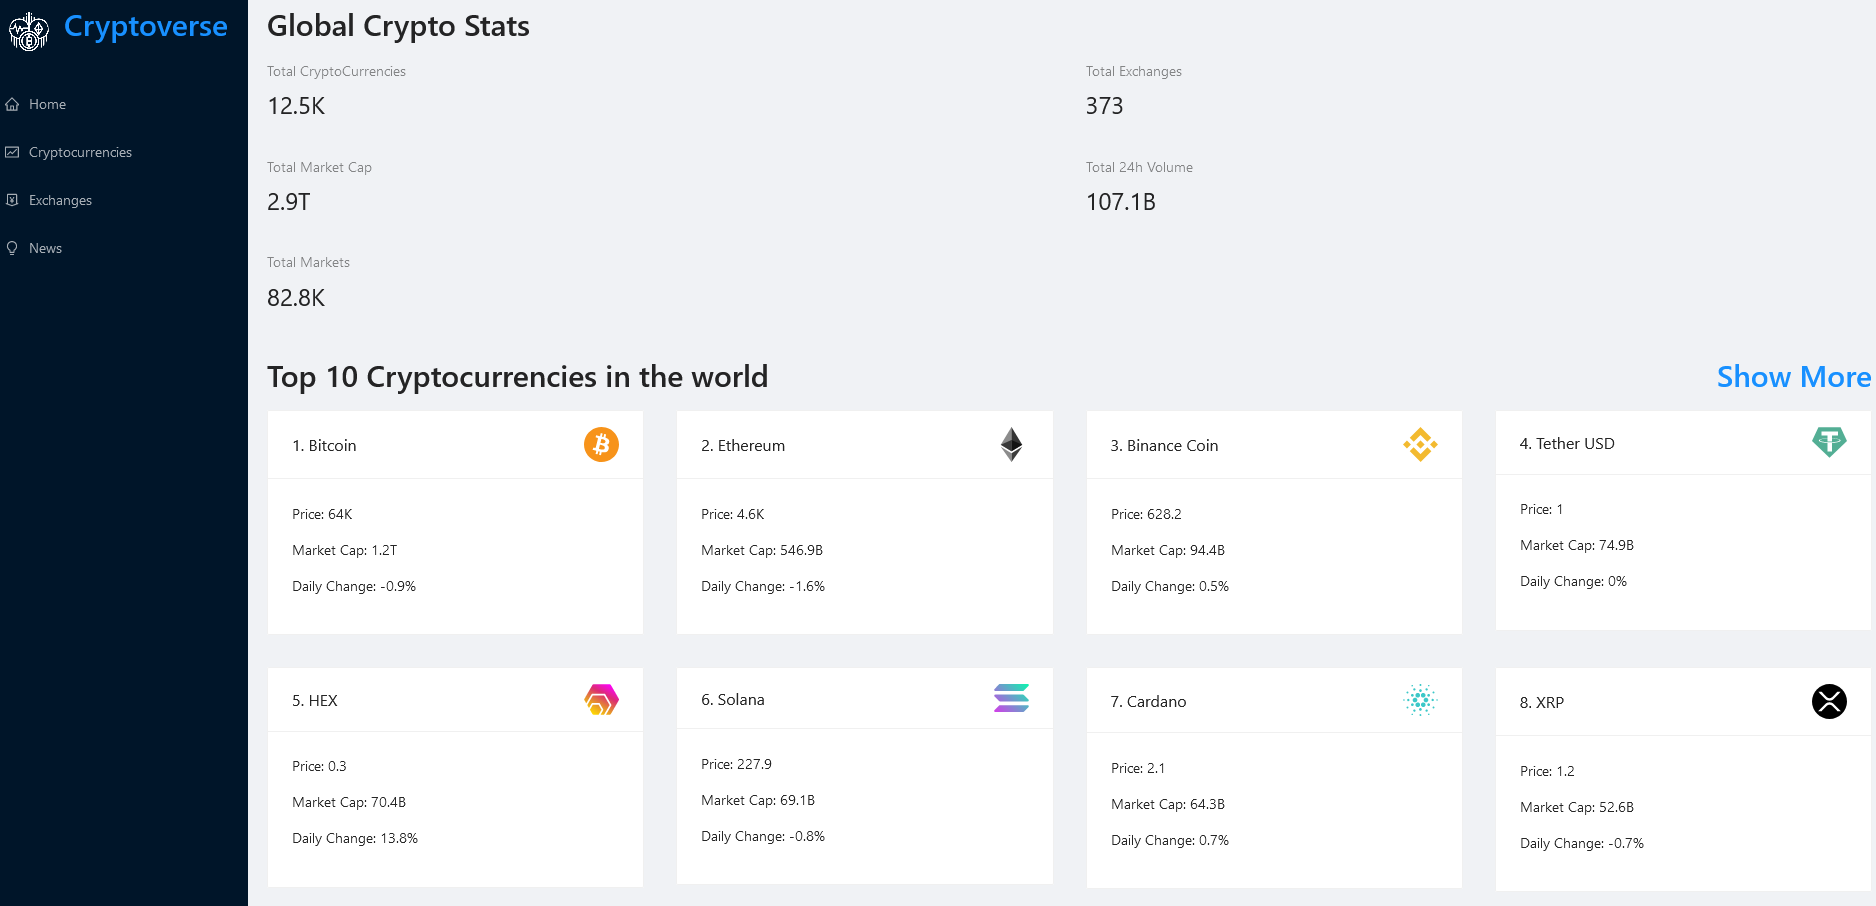 Cryptoverse
Home
Cryptocurrencies
Exchanges
News
Global Crypto Stats
Total CryptoCurrencies
12.5K
Total Exchanges
373
Total Market Cap
2.9T
Total 24h Volume
107.1B
Total Markets
82.8K
Top 10 Cryptocurrencies in the world
Show More
1. Bitcoin
Price: 64K
Market Cap: 1.2T
Daily Change: -0.9%
2. Ethereum
Price: 4.6K
Market Cap: 546.9B
Daily Change: -1.6%
3. Binance Coin
Price: 628.2
Market Cap: 94.4B
Daily Change: 0.5%
4. Tether USD
Price: 1
Market Cap: 74.9B
Daily Change: 0%
5. HEX
Price: 0.3
Market Cap: 70.4B
Daily Change: 13.8%
6. Solana
Price: 227.9
Market Cap: 69.1B
Daily Change: -0.8%
7. Cardano
Price: 2.1
Market Cap: 64.3B
Daily Change: 0.7%
8. XRP
Price: 1.2
Market Cap: 52.6B
Daily Change: -0.7%